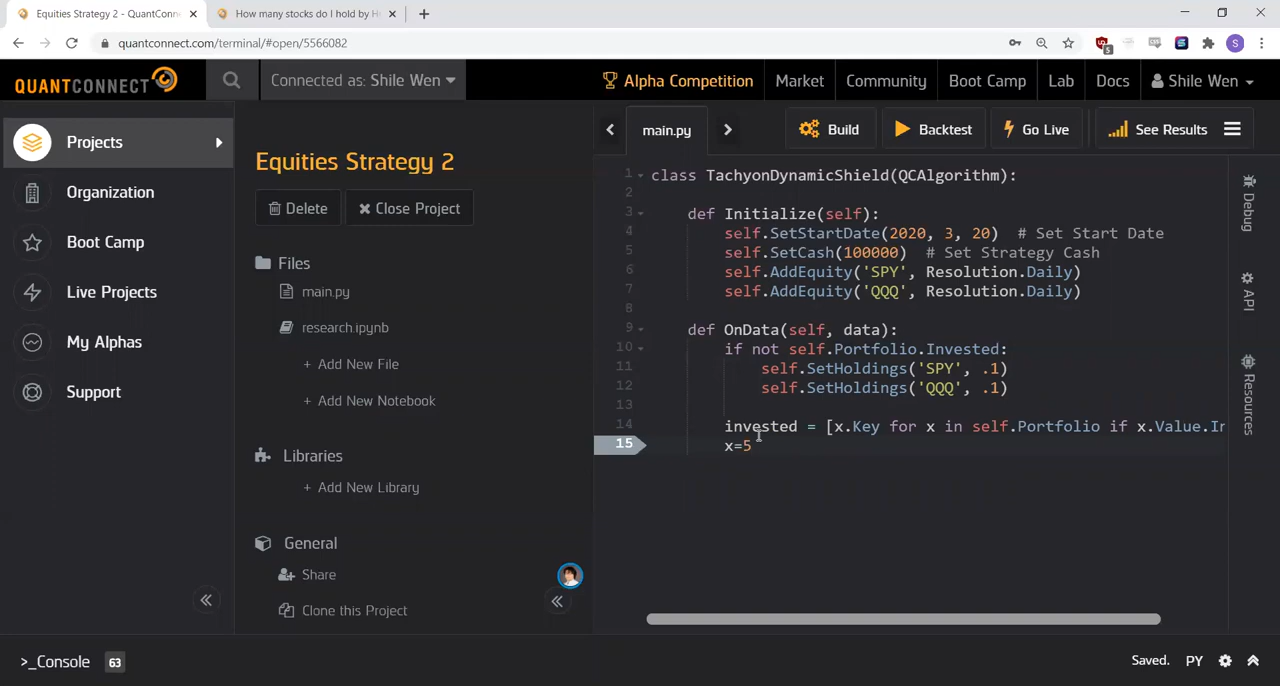 Equities Strategy 2 - QuantConne
How many stocks do I hold by H
quantconnect.com/terminal/#open/5566082
5
S
QUANTCONNECT
Connected as: Shile Wen
Alpha Competition
Market
Community
Boot Camp
Lab
Docs
Shile Wen
Projects
Organization
Boot Camp
Live Projects
My Alphas
Support
Equities Strategy 2
Delete
Close Project
Files
main.py
research.ipynb
+ Add New File
+ Add New Notebook
Libraries
+ Add New Library
General
Share
Clone this Project
main.py
Build
Backtest
Go Live
See Results
1 class TachyonDynamicShield(QCAlgorithm):
2
3 def Initialize(self):
4 self.SetStartDate(2020, 3, 20) # Set Start Date
5 self.SetCash(100000) # Set Strategy Cash
6 self.AddEquity('SPY', Resolution.Daily)
7 self.AddEquity('QQQ', Resolution.Daily)
8
9 def OnData(self, data):
10 if not self.Portfolio.Invested:
11 self.SetHoldings('SPY', .1)
12 self.SetHoldings('QQQ', .1)
13
14 invested = [x.Key for x in self.Portfolio if x.Value.In
15 x=5
Debug
API
Resources
>_Console 63
Saved.
PY